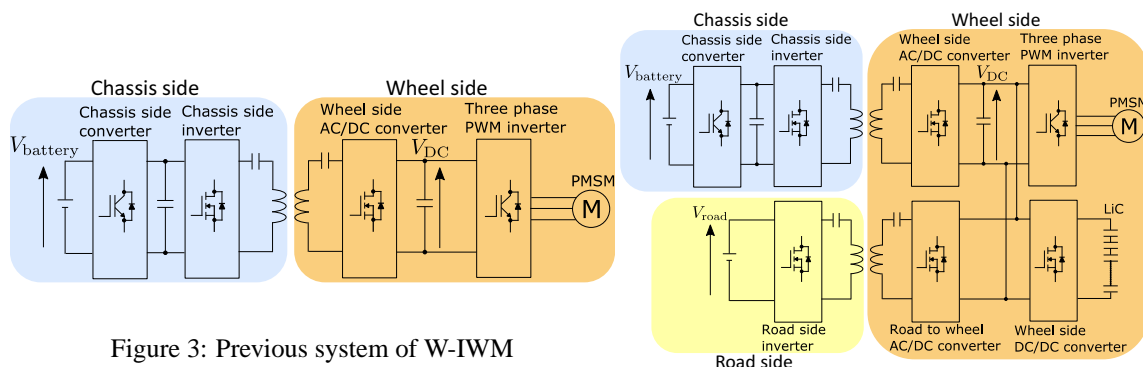 Chassis side
Wheel side
Chassis side
converter
Chassis side
inverter
Wheel side
AC/DC converter
Three phase
PWM inverter
V_battery
V_DC
PMSM
M
Figure 3: Previous system of W-IWM
Chassis side
Wheel side
Chassis side
converter
Chassis side
inverter
Wheel side
AC/DC converter
Three phase
PWM inverter
V_battery
V_DC
PMSM
M
V_road
LiC
Road side
inverter
Road to wheel
AC/DC converter
Wheel side
DC/DC converter
Road side